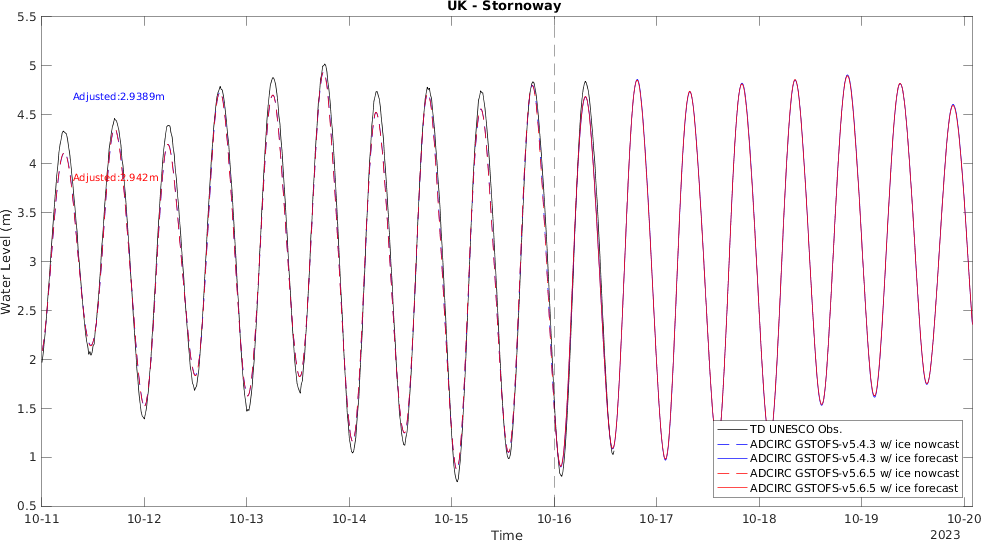 UK - Stornoway
5.5
5
4.5
4
3.5
3
2.5
2
1.5
1
0.5
Water Level (m)
Adjusted:2.9389m
Adjusted:2.942m
TD UNESCO Obs.
ADCIRC GSTOFS-v5.4.3 w/ ice nowcast
ADCIRC GSTOFS-v5.4.3 w/ ice forecast
ADCIRC GSTOFS-v5.6.5 w/ ice nowcast
ADCIRC GSTOFS-v5.6.5 w/ ice forecast
10-11 10-12 10-13 10-14 10-15 10-16 10-17 10-18 10-19 10-20
Time
2023